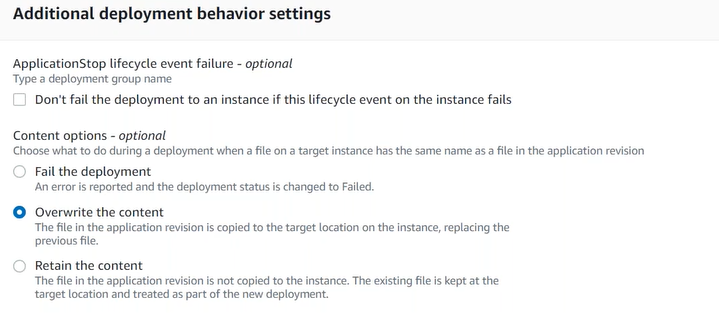 Additional deployment behavior settings
ApplicationStop lifecycle event failure - optional
Type a deployment group name
Don't fail the deployment to an instance if this lifecycle event on the instance fails
Content options - optional
Choose what to do during a deployment when a file on a target instance has the same name as a file in the application revision
Fail the deployment
An error is reported and the deployment status is changed to Failed.
Overwrite the content
The file in the application revision is copied to the target location on the instance, replacing the
previous file.
Retain the content
The file in the application revision is not copied to the instance. The existing file is kept at the
target location and treated as part of the new deployment.